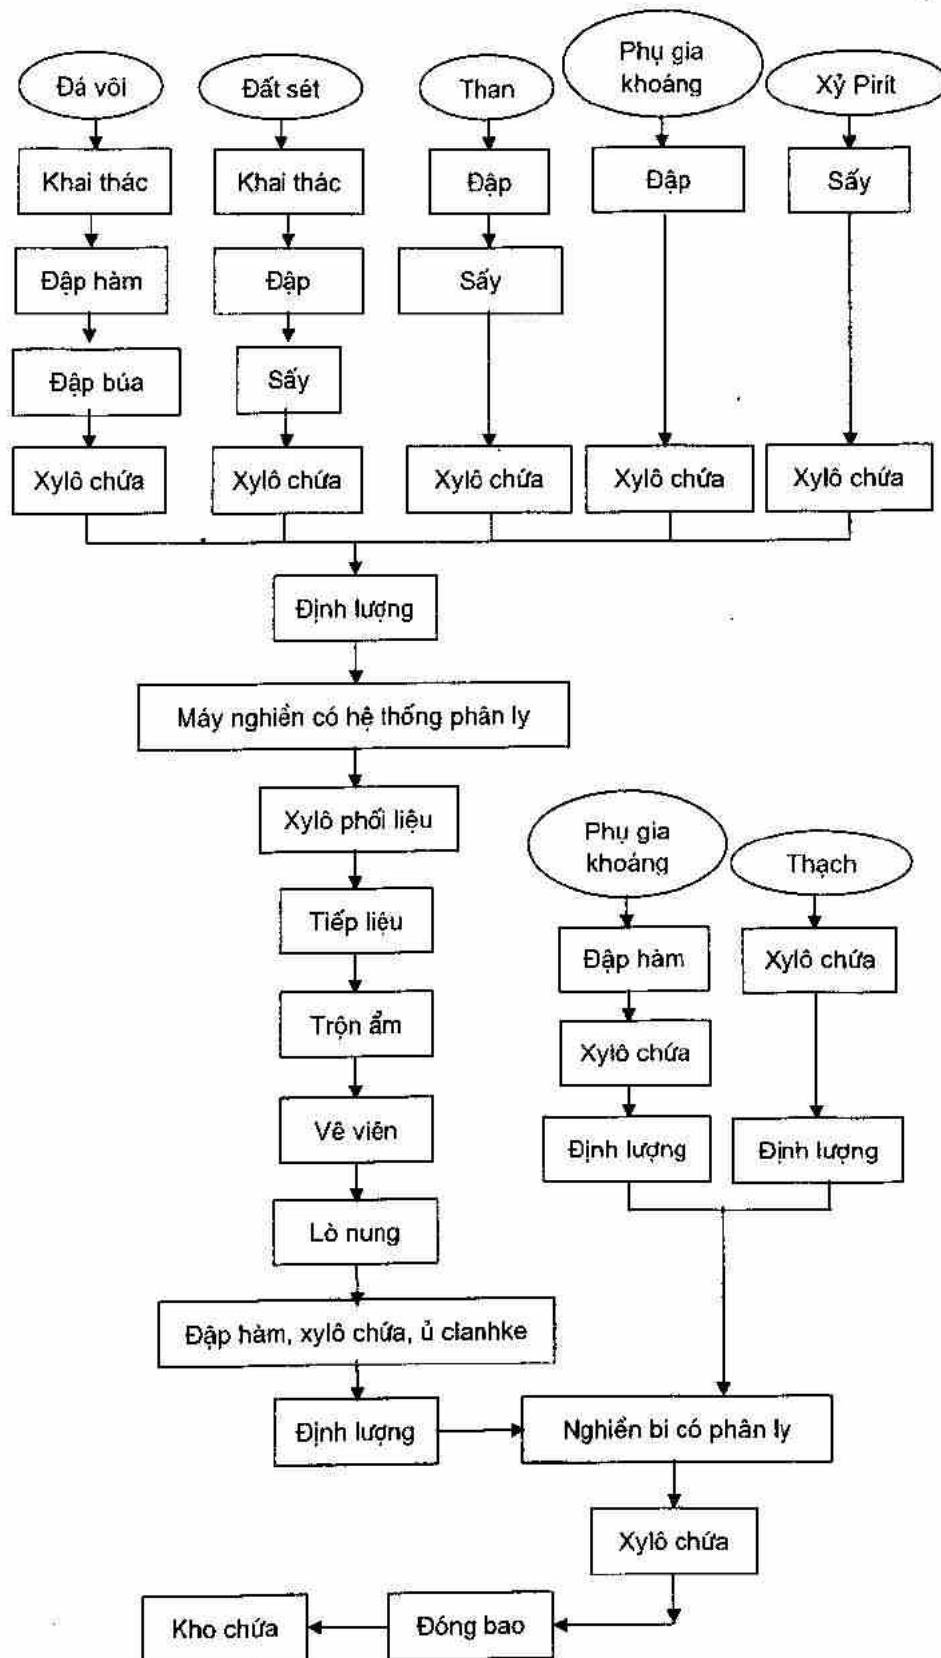 Đá vôi
Đất sét
Than
Phụ gia
khoáng
Xỷ Pirít
Khai thác
Khai thác
Đập
Đập
Sấy
Đập hàm
Đập
Sấy
Đập búa
Sấy
Xylô chứa
Xylô chứa
Xylô chứa
Xylô chứa
Xylô chứa
Định lượng
Máy nghiền có hệ thống phân ly
Xylô phối liệu
Tiếp liệu
Trộn ẩm
Vê viên
Lò nung
Đập hàm, xylô chứa, ủ clanhke
Định lượng
Phụ gia
khoáng
Thạch
Đập hàm
Xylô chứa
Xylô chứa
Định lượng
Định lượng
Nghiền bi có phân ly
Xylô chứa
Đóng bao
Kho chứa